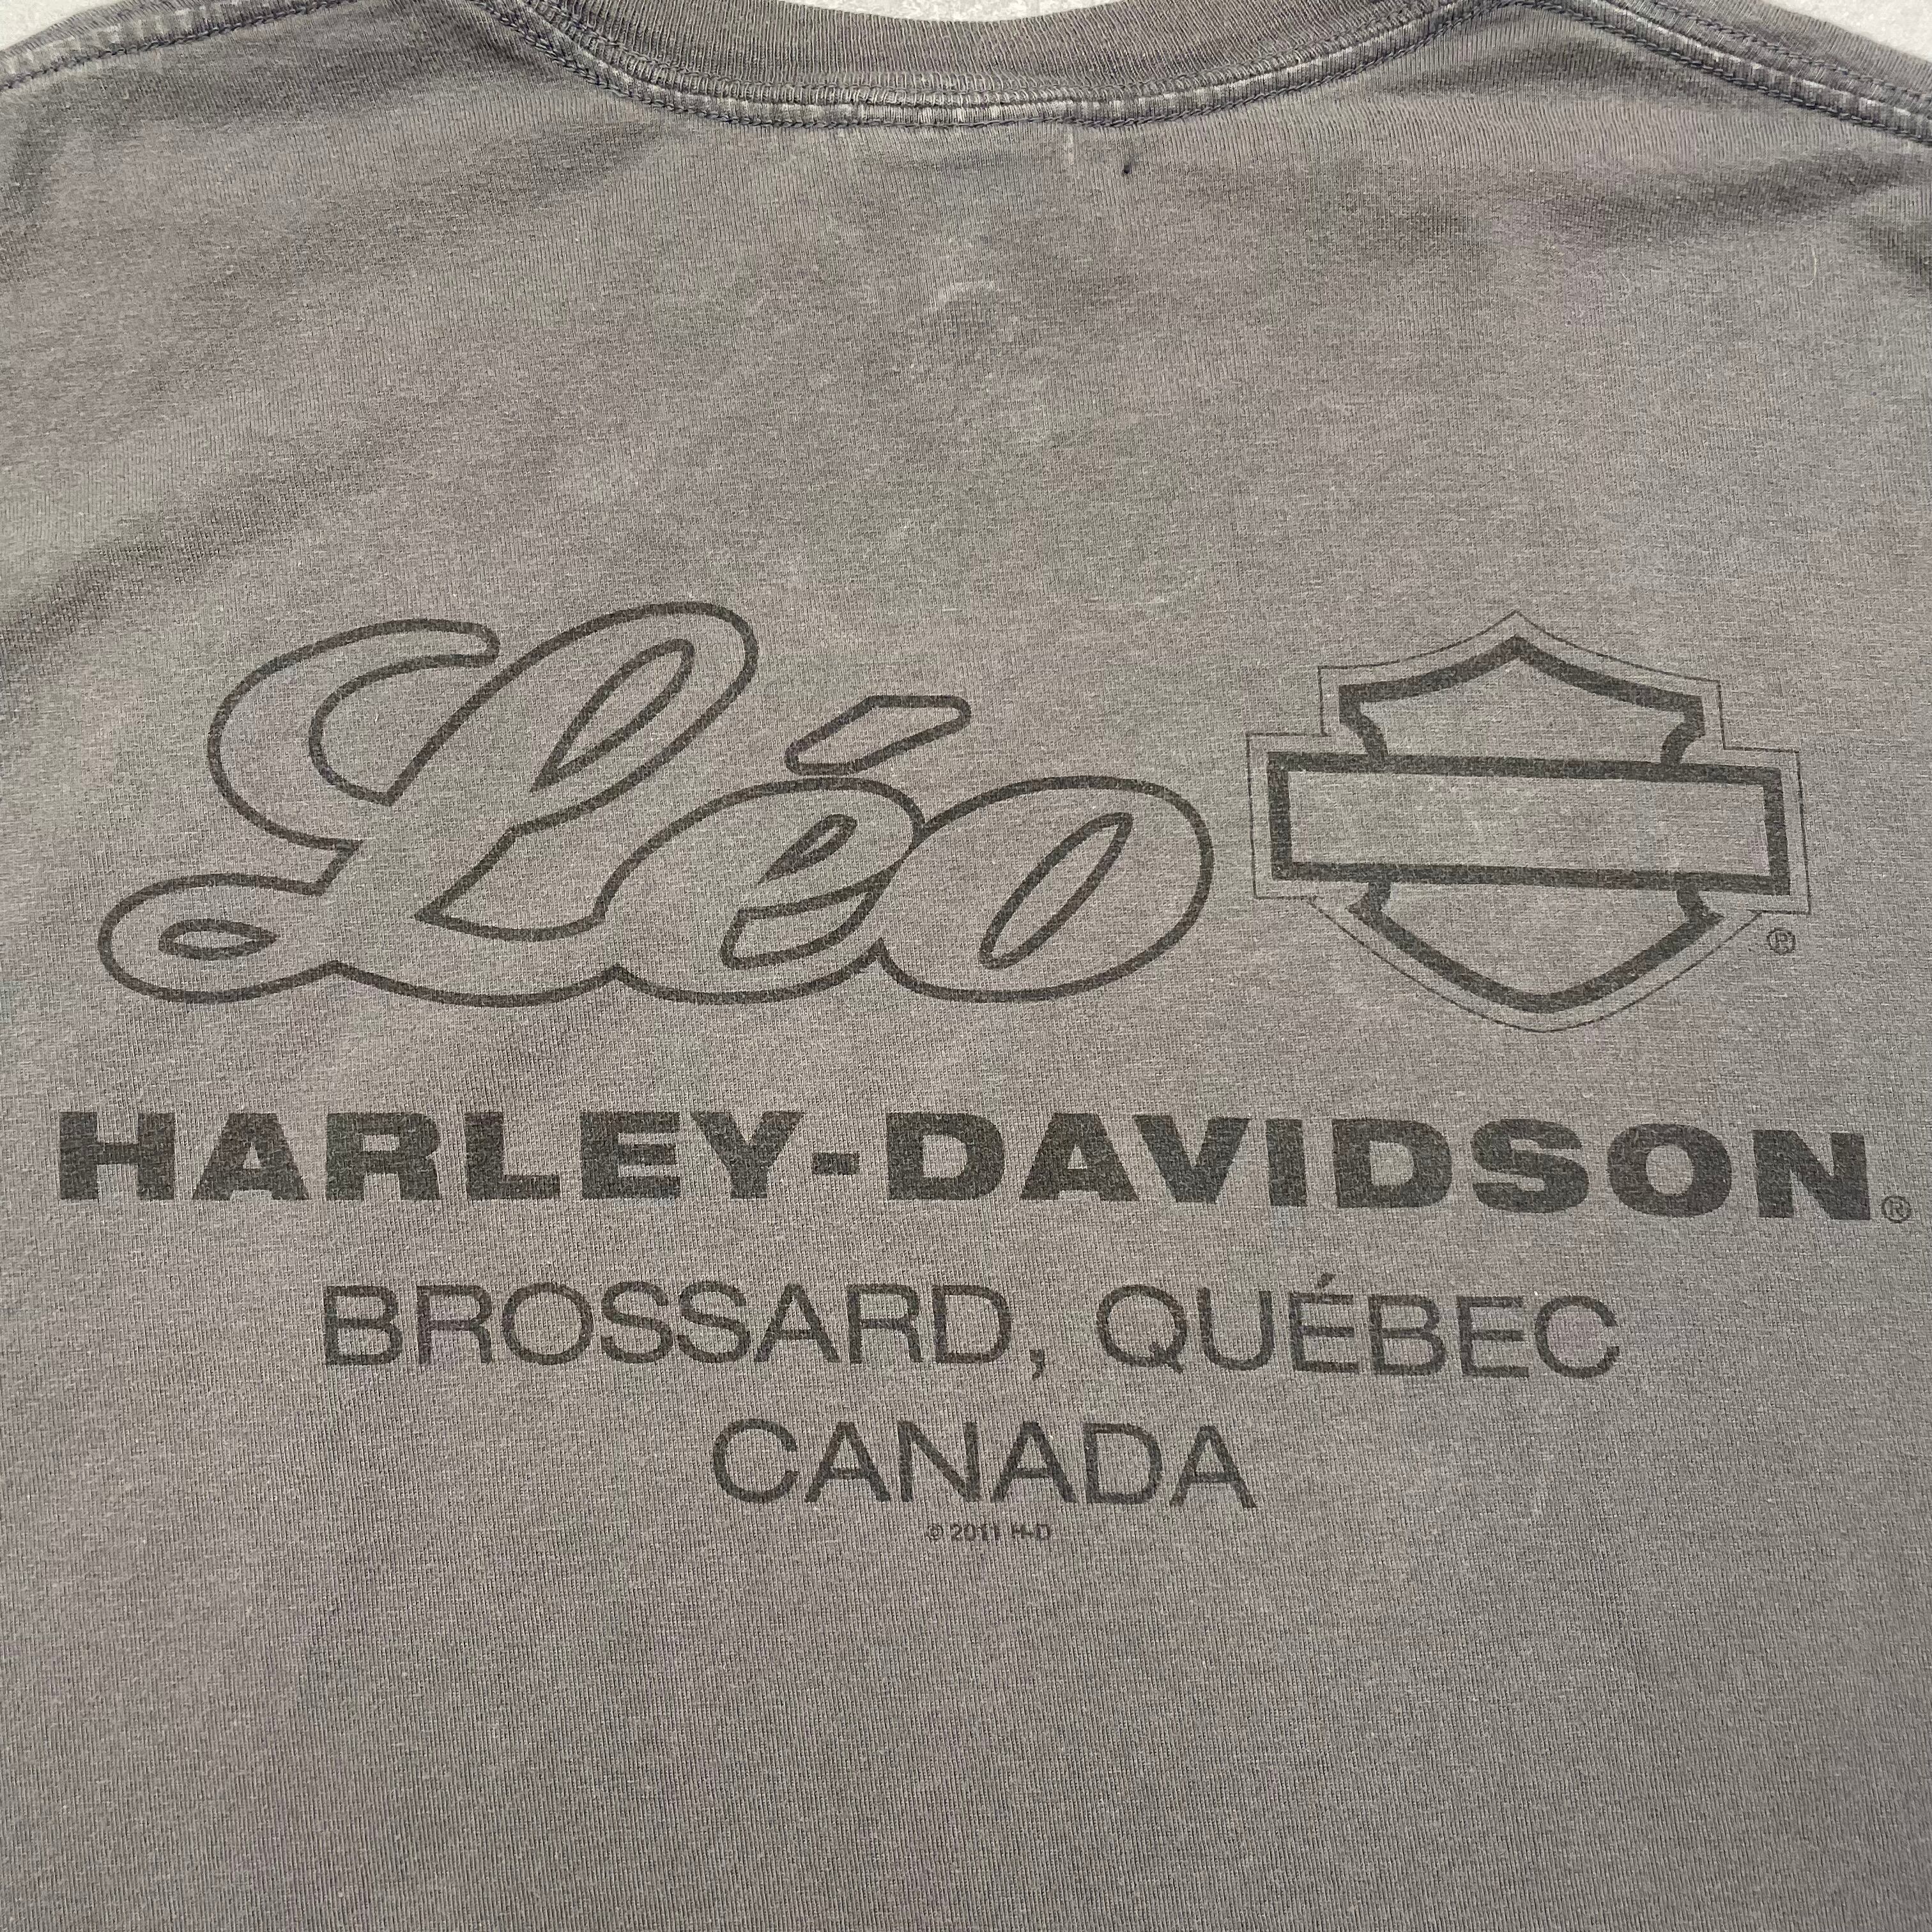 Léo ®
HARLEY-DAVIDSON®
BROSSARD, QUÉBEC
CANADA
© 2011 H-D